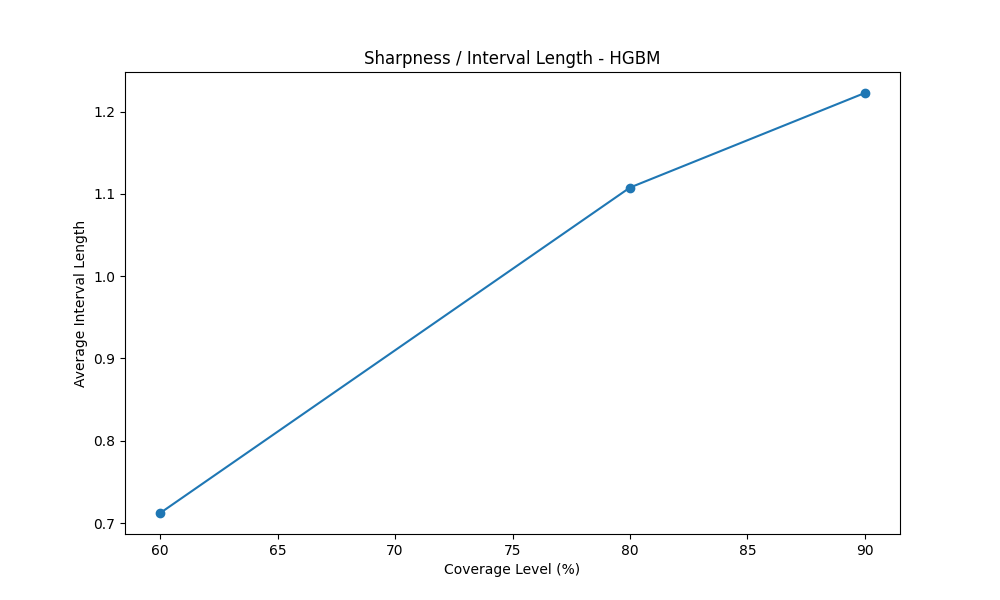 Sharpness / Interval Length - HGBM
1.2
1.1
1.0
0.9
0.8
0.7
Average Interval Length
60 65 70 75 80 85 90
Coverage Level (%)